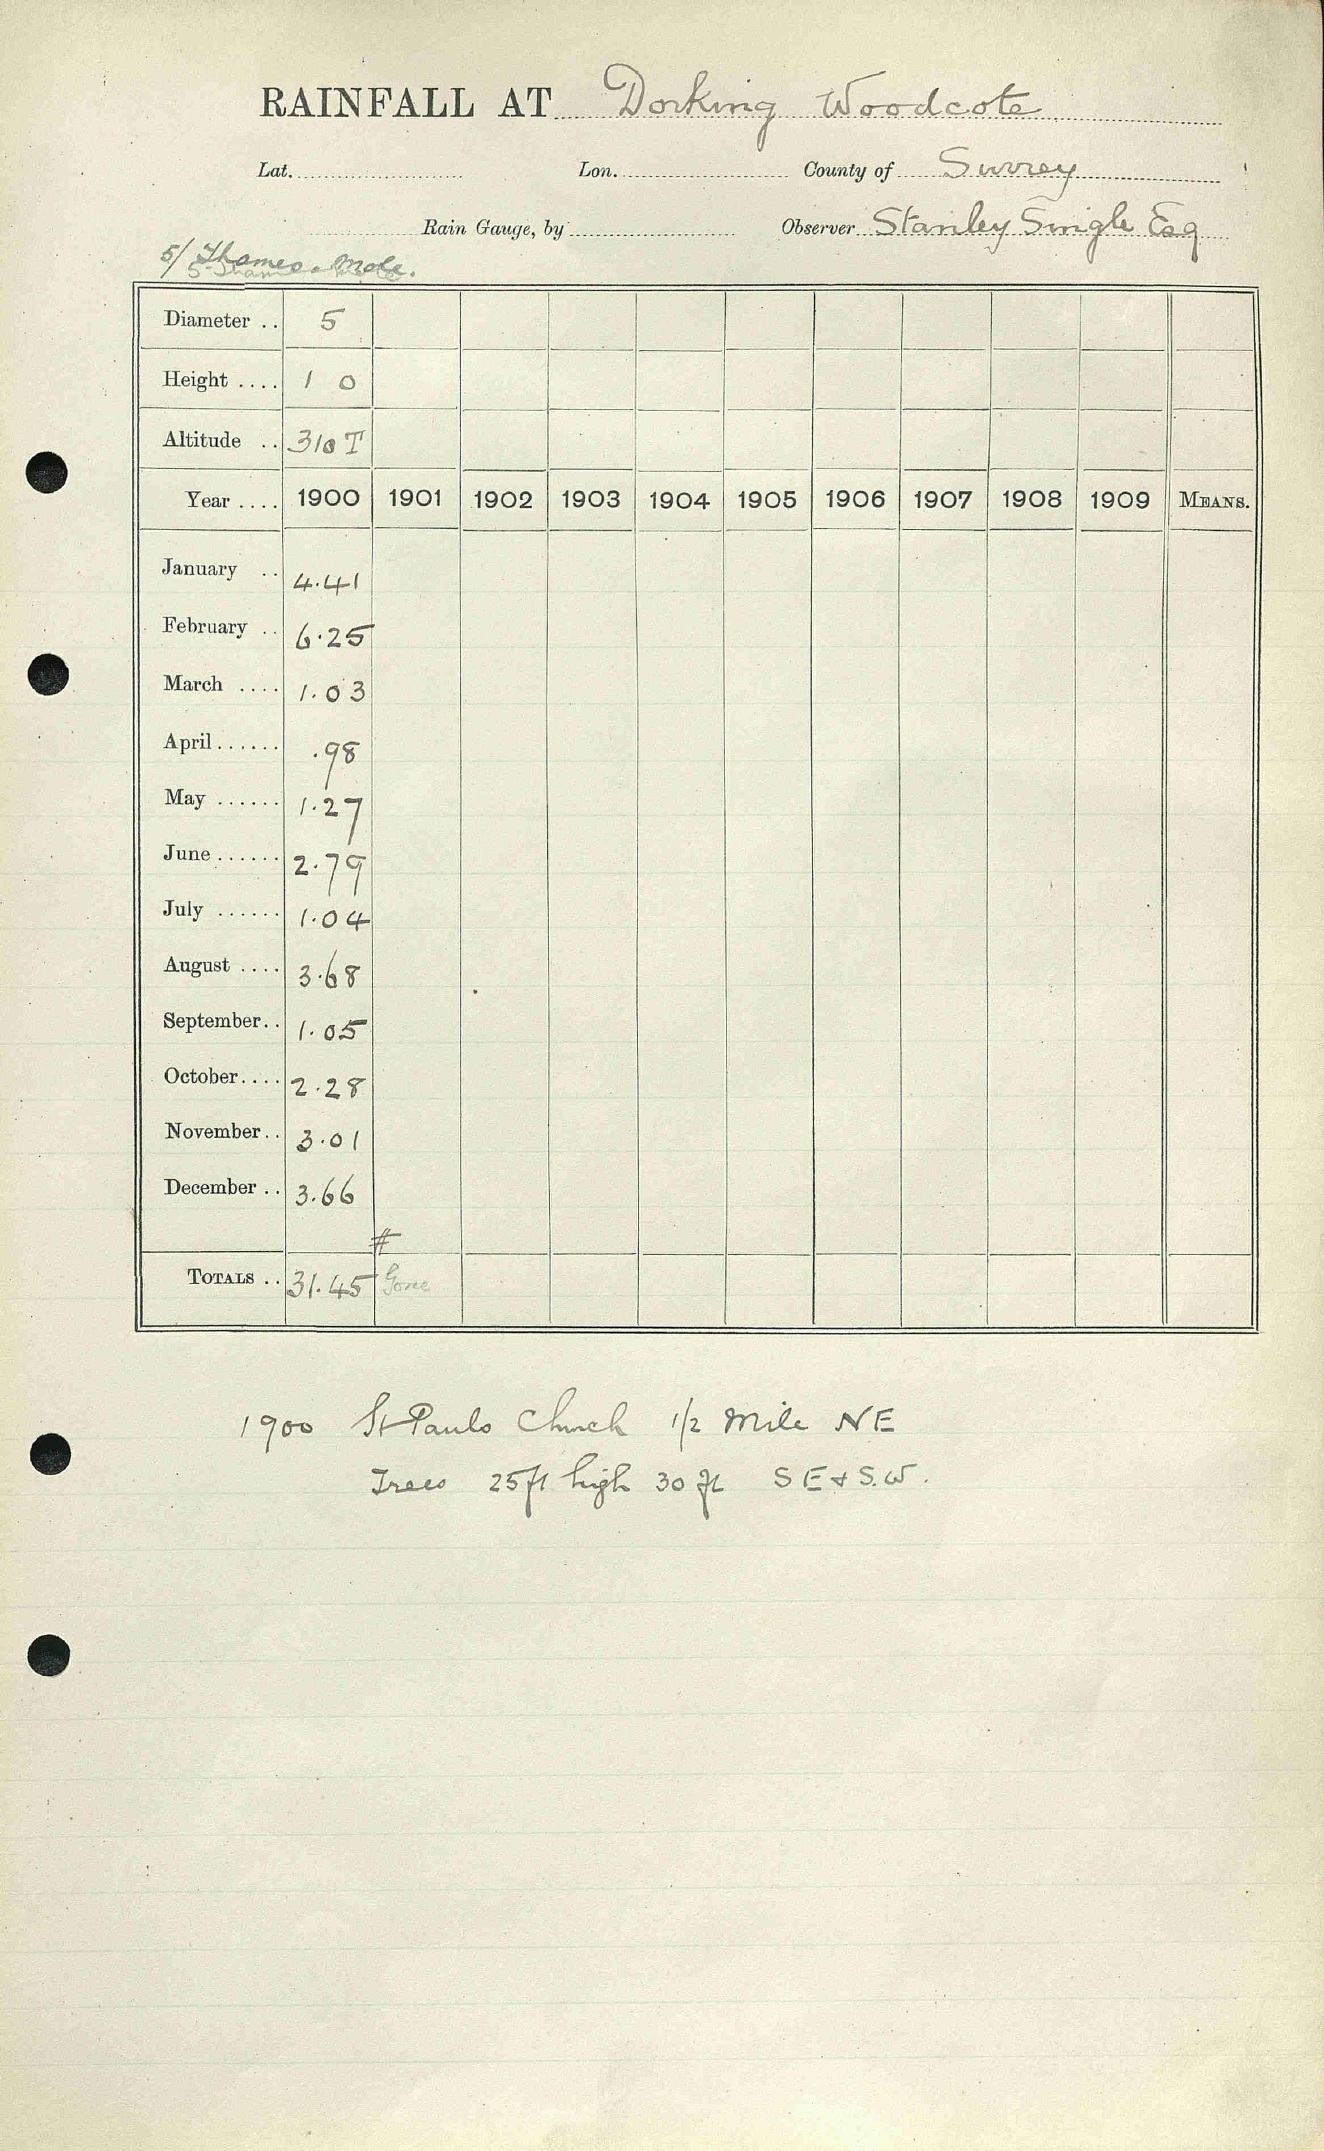 RAINFALL AT Dorking Woodcote
Lat. Lon. County of Surrey
Rain Gauge, by Observer Stanley Single Esq
5/ Thames. Mole.
Diameter .. 5
Height .... 1 0
Altitude .. 310 T
Year .... 1900 1901 1902 1903 1904 1905 1906 1907 1908 1909 MEANS.
January .. 4.41
February .. 6.25
March .... 1.03
April...... .98
May ...... 1.27
June...... 2.79
July ...... 1.04
August .... 3.68
September.. 1.05
October.... 2.28
November.. 3.01
December .. 3.66
#
TOTALS .. 31.45 Gone
1900 St Pauls Church 1/2 Mile NE
Trees 25ft high 30 ft S E & S.W.